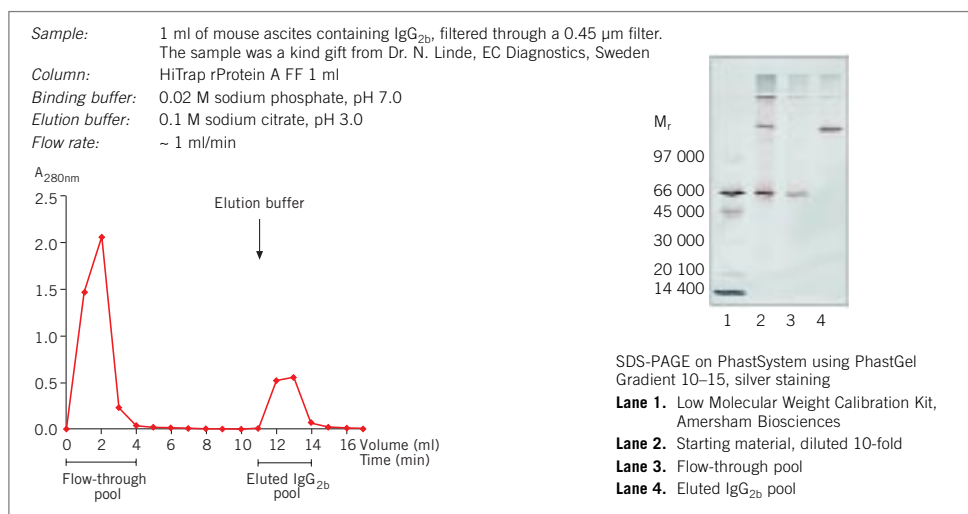 Sample: 1 ml of mouse ascites containing IgG2b, filtered through a 0.45 µm filter.
The sample was a kind gift from Dr. N. Linde, EC Diagnostics, Sweden
Column: HiTrap rProtein A FF 1 ml
Binding buffer: 0.02 M sodium phosphate, pH 7.0
Elution buffer: 0.1 M sodium citrate, pH 3.0
Flow rate: ~ 1 ml/min
A280nm
2.5
2.0
1.5
1.0
0.5
0.0
Elution buffer
0 2 4 6 8 10 12 14 16 Volume (ml)
Time (min)
Flow-through
pool
Eluted IgG2b
pool
Mr
97 000
66 000
45 000
30 000
20 100
14 400
1 2 3 4
SDS-PAGE on PhastSystem using PhastGel
Gradient 10–15, silver staining
Lane 1. Low Molecular Weight Calibration Kit,
Amersham Biosciences
Lane 2. Starting material, diluted 10-fold
Lane 3. Flow-through pool
Lane 4. Eluted IgG2b pool